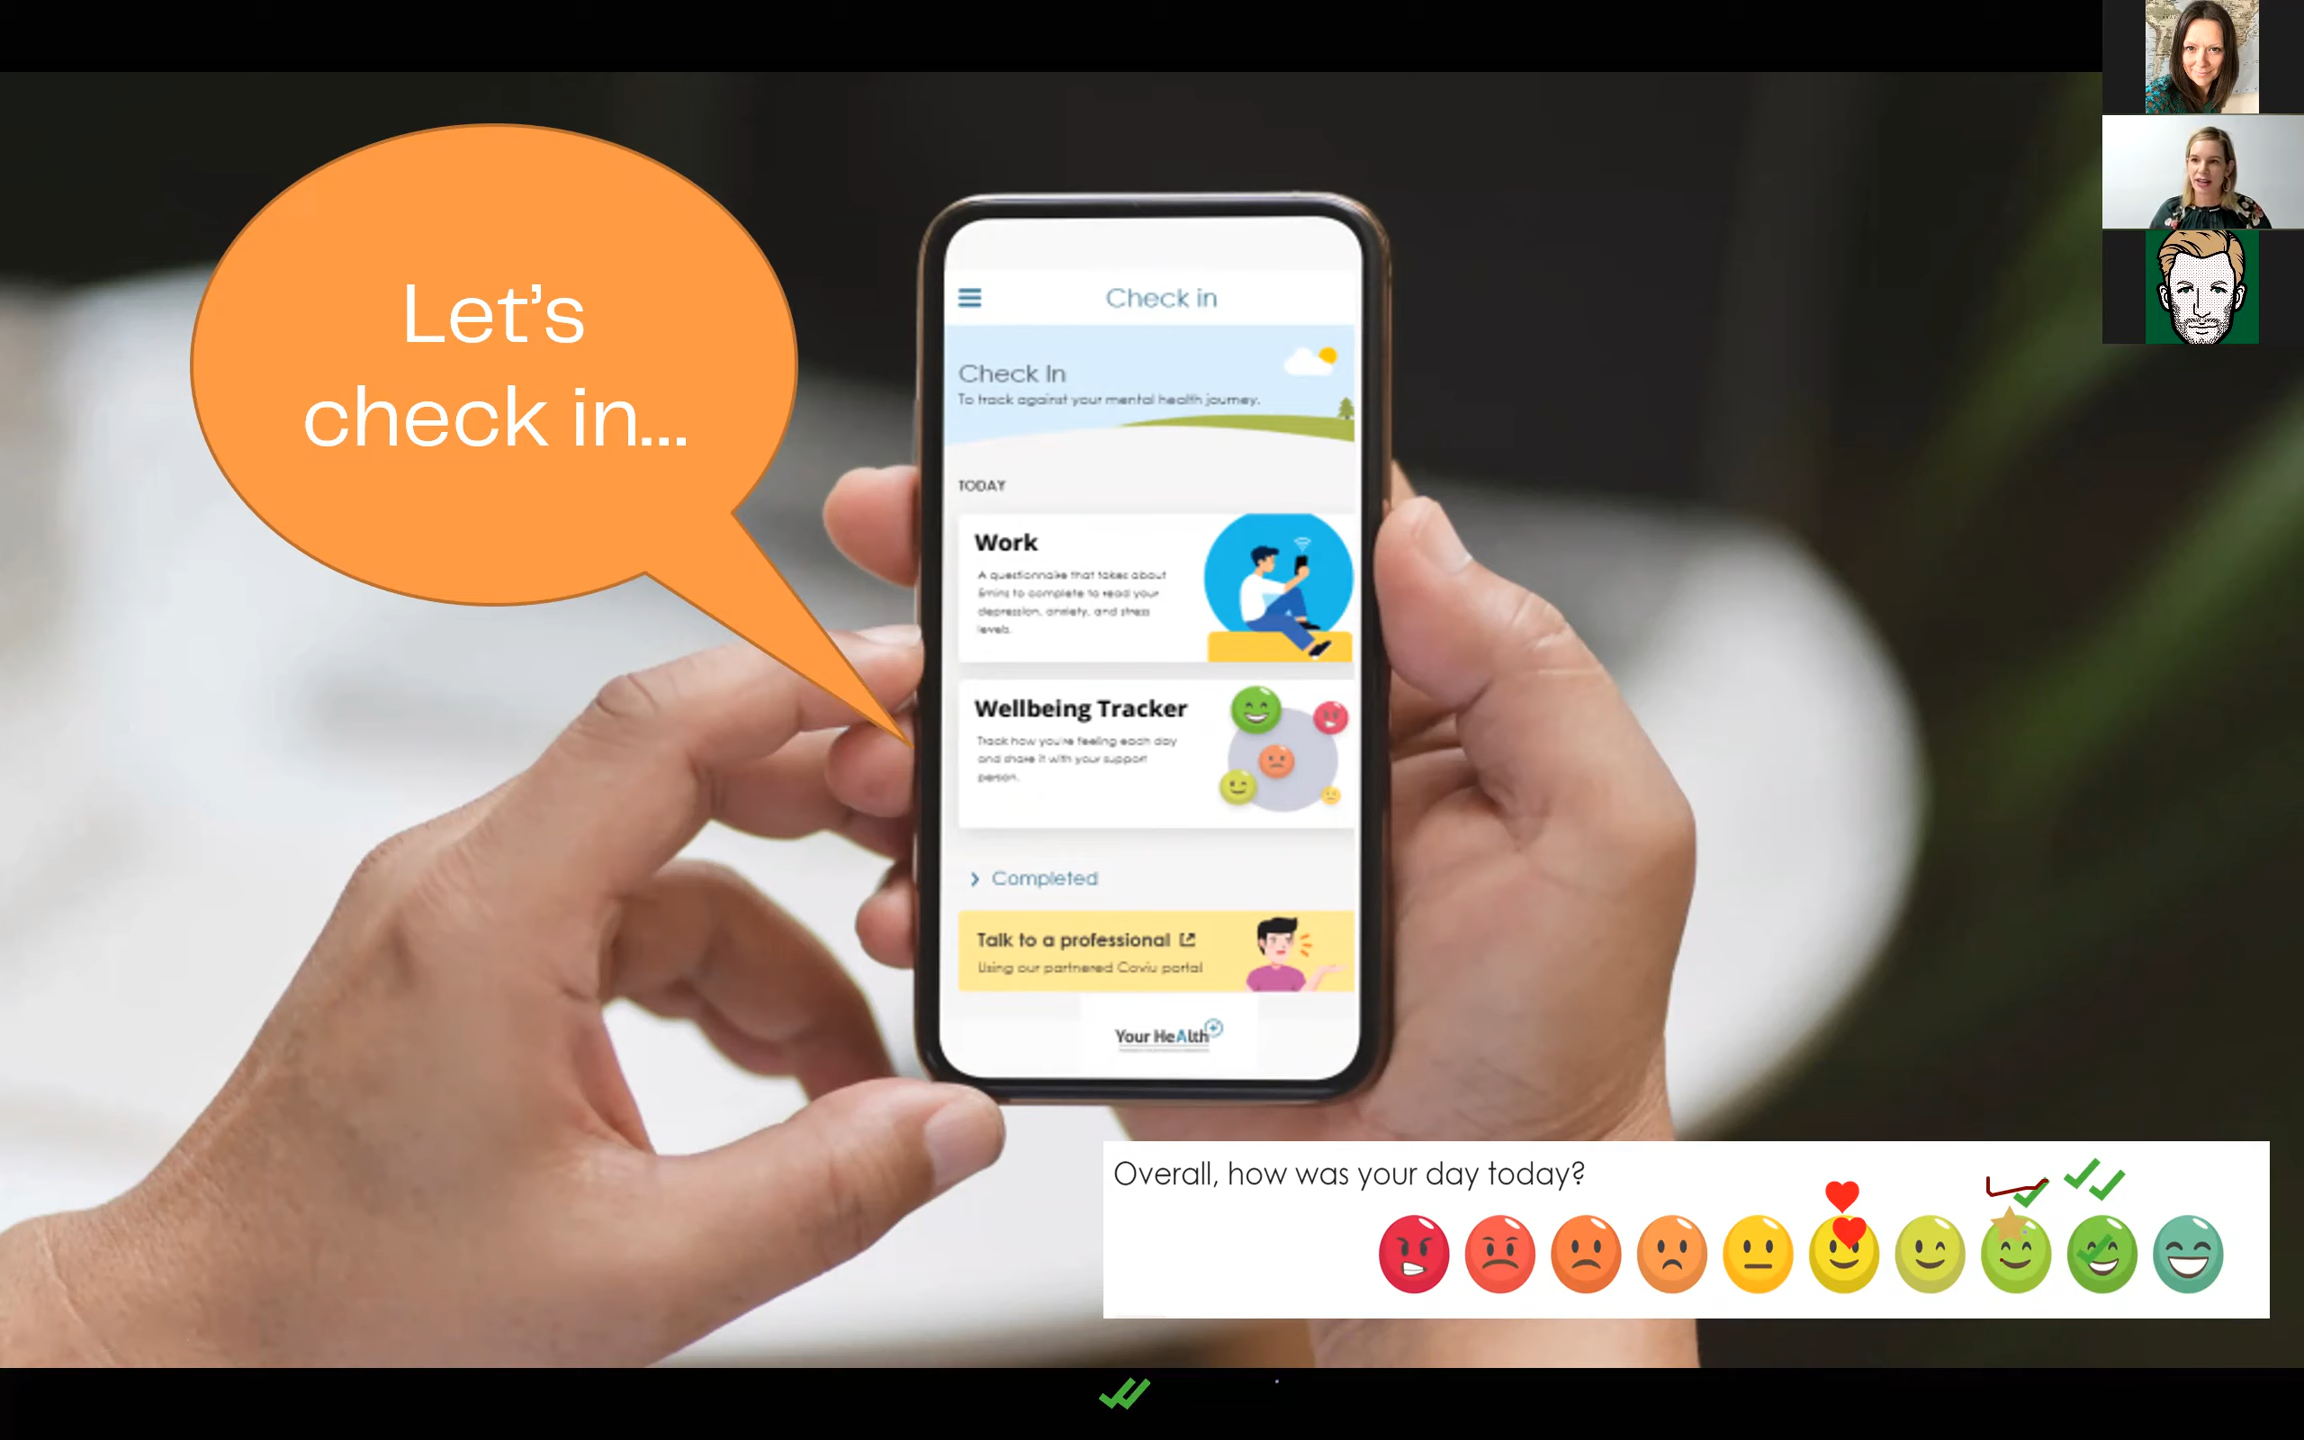 Let's
check in...
Check in
Check In
To track against your mental health journey.
TODAY
Work
A questionnaire that takes about
5mins to complete to read your
depression, anxiety, and stress
levels.
Wellbeing Tracker
Track how you're feeling each day
and share it with your support
person.
Completed
Talk to a professional
Using our partnered Coviu portal
Your HeAlth
Overall, how was your day today?